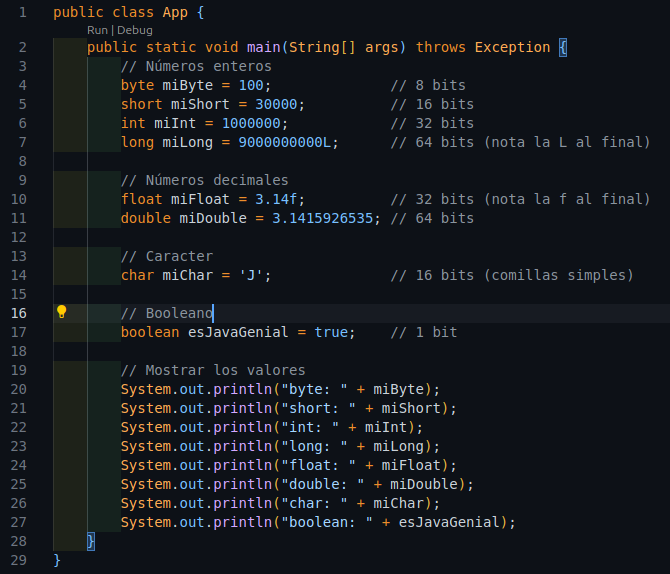 1 public class App {
Run | Debug
2     public static void main(String[] args) throws Exception {
3         // Números enteros
4         byte miByte = 100;              // 8 bits
5         short miShort = 30000;          // 16 bits
6         int miInt = 1000000;            // 32 bits
7         long miLong = 9000000000L;      // 64 bits (nota la L al final)
8
9         // Números decimales
10         float miFloat = 3.14f;          // 32 bits (nota la f al final)
11         double miDouble = 3.1415926535; // 64 bits
12
13         // Caracter
14         char miChar = 'J';              // 16 bits (comillas simples)
15
16         // Booleano
17         boolean esJavaGenial = true;    // 1 bit
18
19         // Mostrar los valores
20         System.out.println("byte: " + miByte);
21         System.out.println("short: " + miShort);
22         System.out.println("int: " + miInt);
23         System.out.println("long: " + miLong);
24         System.out.println("float: " + miFloat);
25         System.out.println("double: " + miDouble);
26         System.out.println("char: " + miChar);
27         System.out.println("boolean: " + esJavaGenial);
28     }
29 }